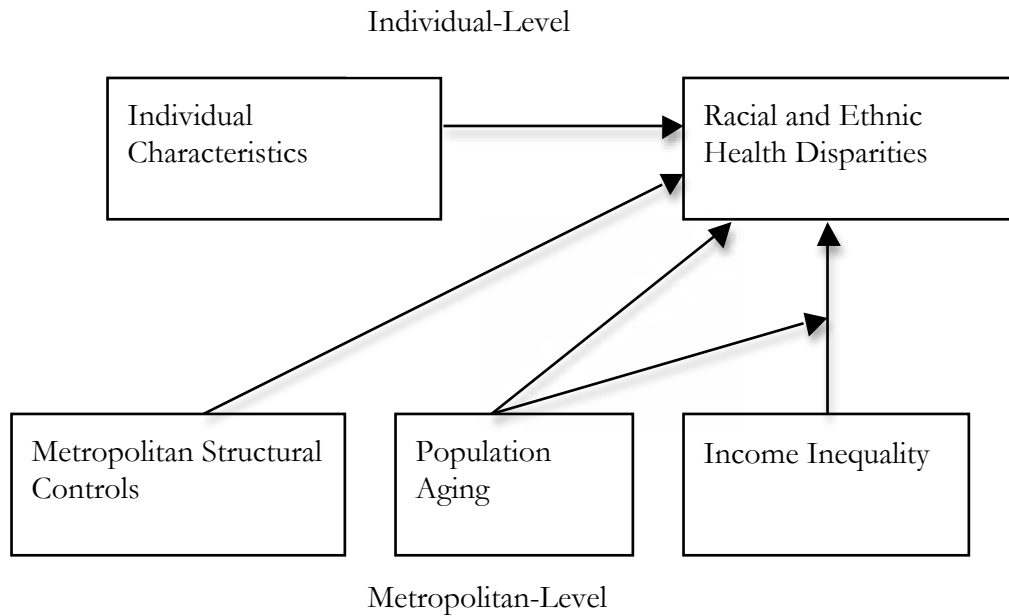 Individual-Level
Individual
Characteristics
Racial and Ethnic
Health Disparities
Metropolitan Structural
Controls
Population
Aging
Income Inequality
Metropolitan-Level